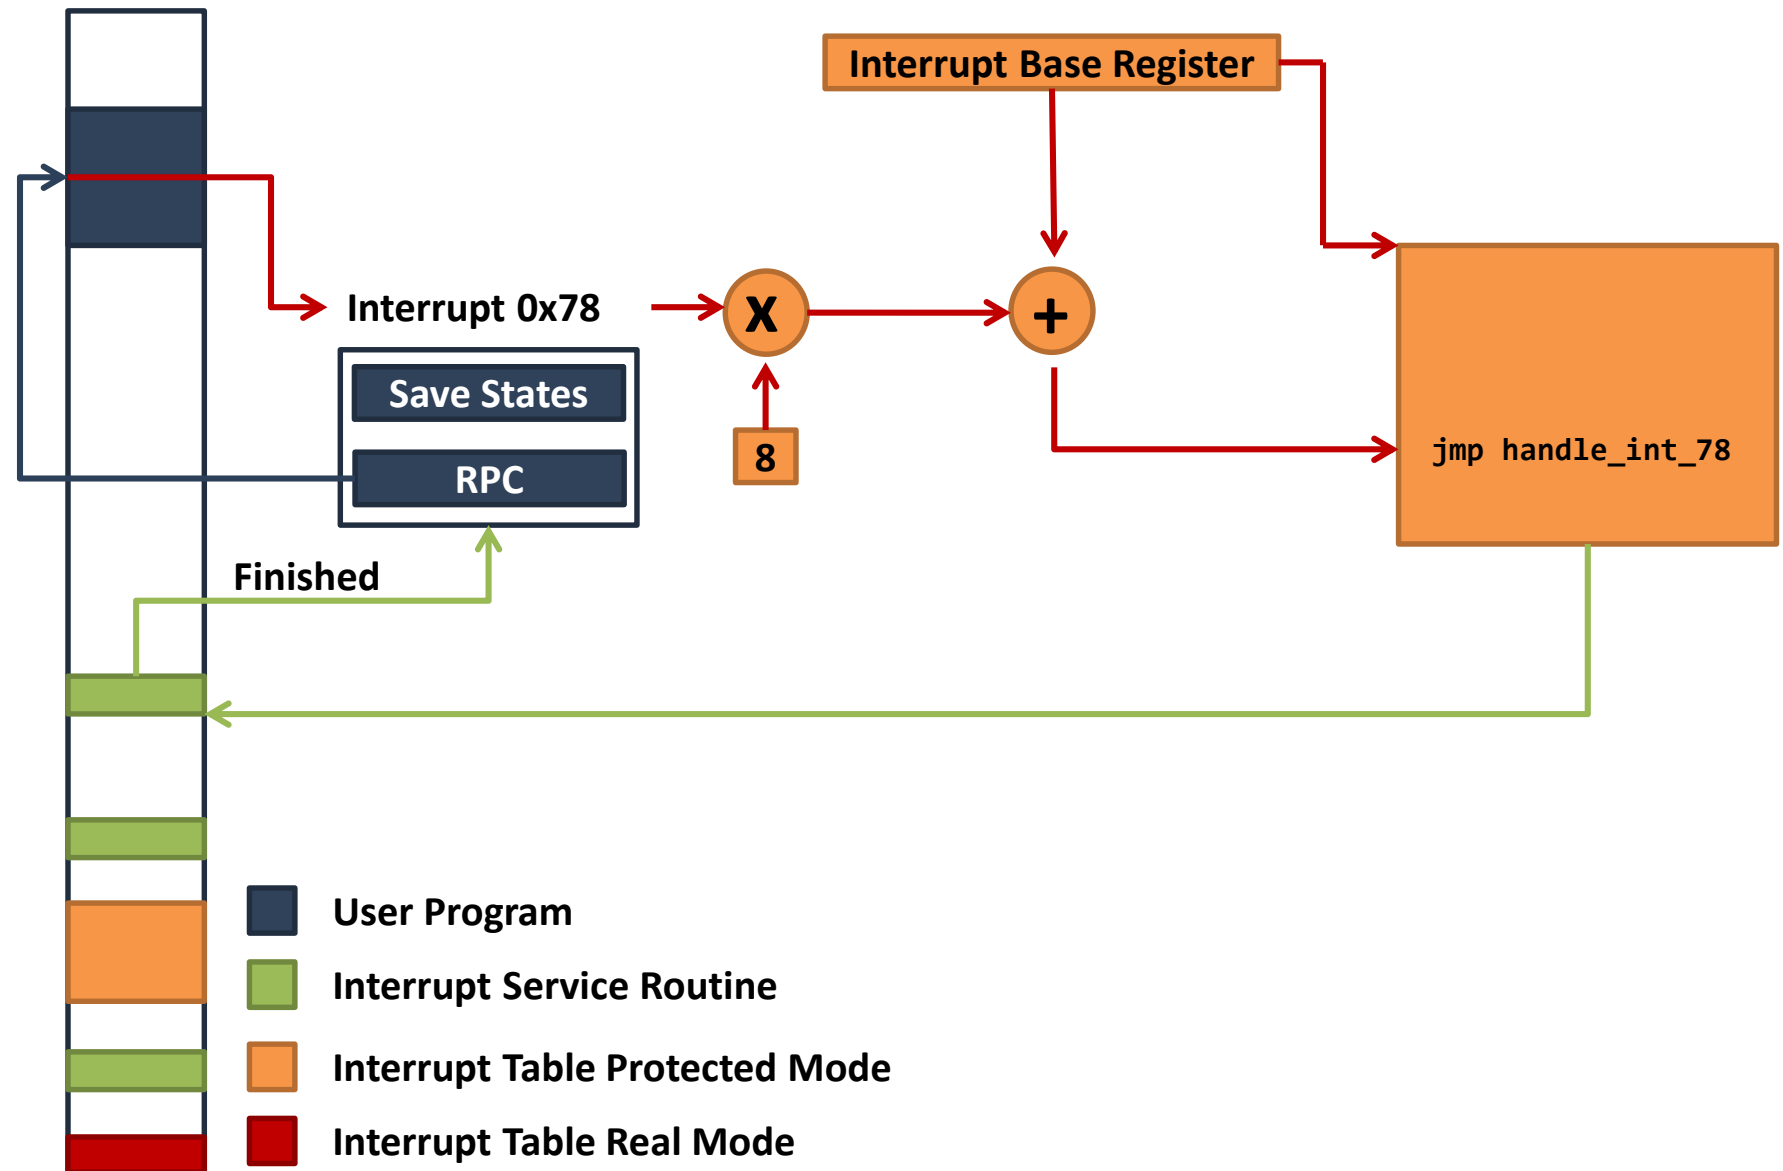 Interrupt Base Register
Interrupt 0x78
X
+
Save States
8
jmp handle_int_78
RPC
Finished
User Program
Interrupt Service Routine
Interrupt Table Protected Mode
Interrupt Table Real Mode